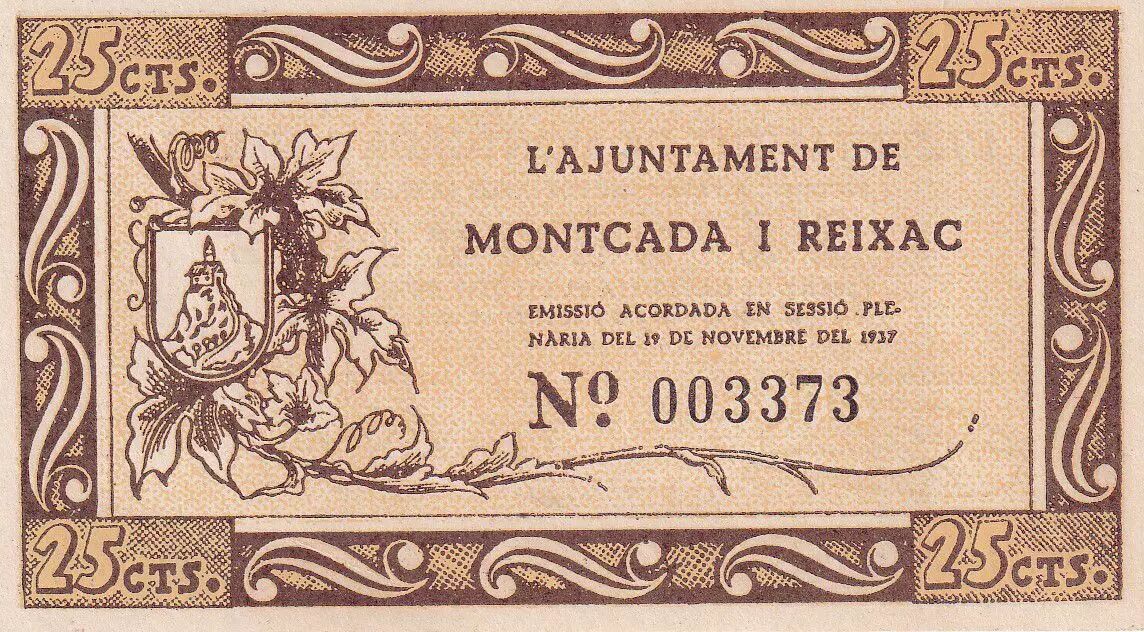 25 CTS.
25 CTS.
L'AJUNTAMENT DE
MONTCADA I REIXAC
EMISSIÓ ACORDADA EN SESSIÓ PLE-
NÀRIA DEL 19 DE NOVEMBRE DEL 1937
Nº 003373
25 CTS.
25 CTS.